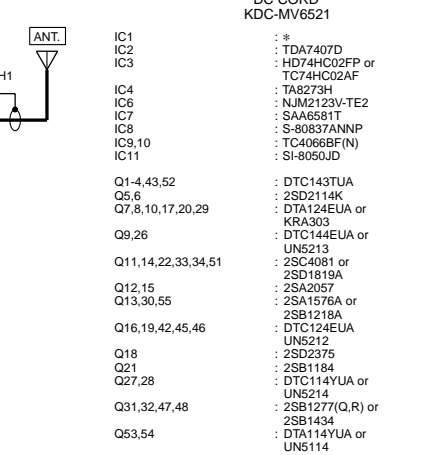 DC CORD
KDC-MV6521
ANT.
H1
IC1 : *
IC2 : TDA7407D
IC3 : HD74HC02FP or
TC74HC02AF
IC4 : TA8273H
IC6 : NJM2123V-TE2
IC7 : SAA6581T
IC8 : S-80837ANNP
IC9,10 : TC4066BF(N)
IC11 : SI-8050JD
Q1-4,43,52 : DTC143TUA
Q5,6 : 2SD2114K
Q7,8,10,17,20,29 : DTA124EUA or
KRA303
Q9,26 : DTC144EUA or
UN5213
Q11,14,22,33,34,51 : 2SC4081 or
2SD1819A
Q12,15 : 2SA2057
Q13,30,55 : 2SA1576A or
2SB1218A
Q16,19,42,45,46 : DTC124EUA
UN5212
Q18 : 2SD2375
Q21 : 2SB1184
Q27,28 : DTC114YUA or
UN5214
Q31,32,47,48 : 2SB1277(Q,R) or
2SB1434
Q53,54 : DTA114YUA or
UN5114